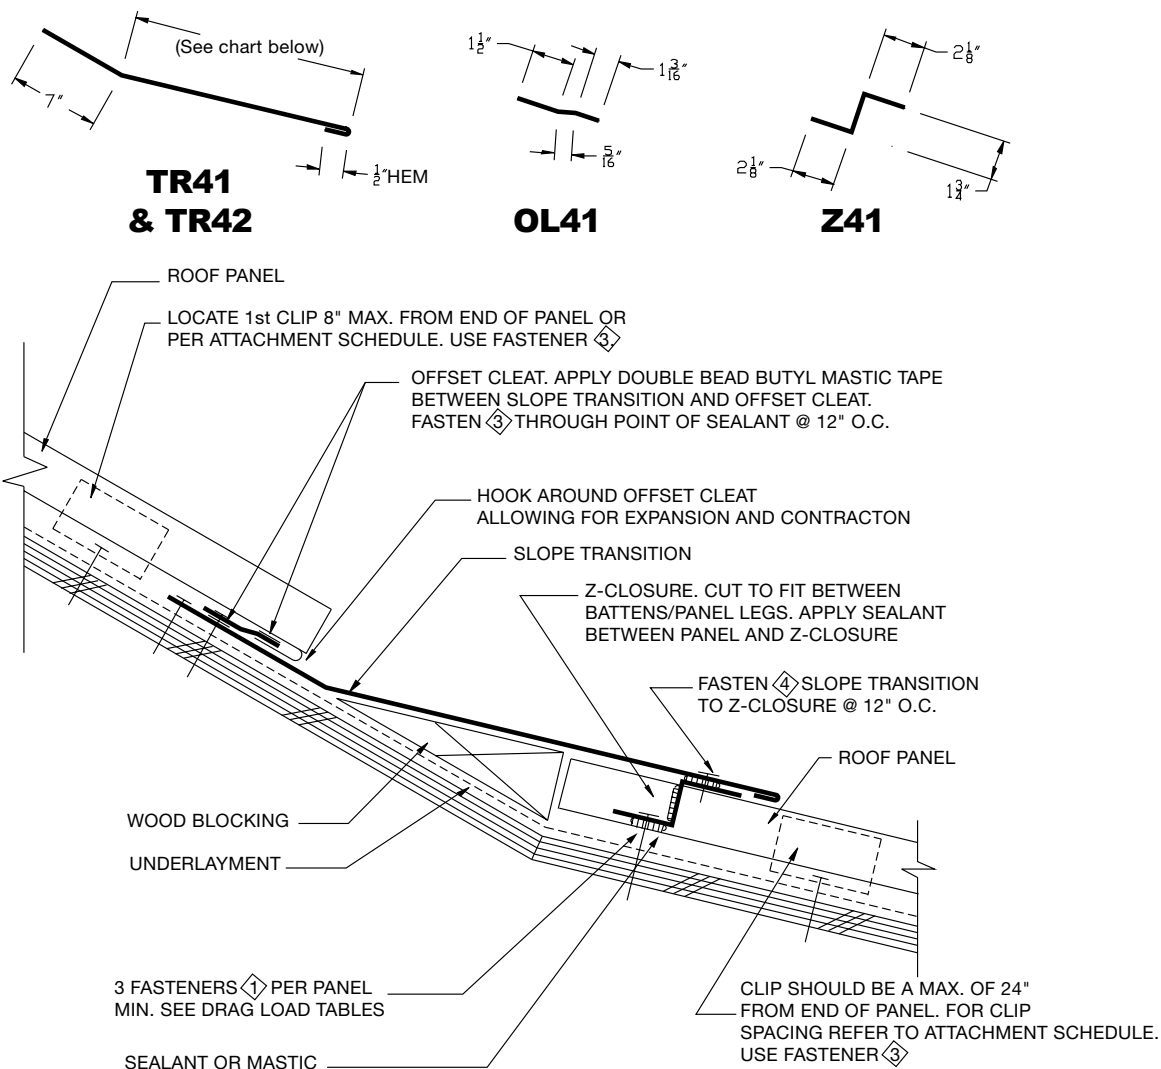 (See chart below)
7"
1/2" HEM
TR41
& TR42
1 1/2"
1 3/16"
5/16"
OL41
2 1/8"
2 1/8"
1 3/4"
Z41
ROOF PANEL
LOCATE 1st CLIP 8" MAX. FROM END OF PANEL OR
PER ATTACHMENT SCHEDULE. USE FASTENER 3.
OFFSET CLEAT. APPLY DOUBLE BEAD BUTYL MASTIC TAPE
BETWEEN SLOPE TRANSITION AND OFFSET CLEAT.
FASTEN 3 THROUGH POINT OF SEALANT @ 12" O.C.
HOOK AROUND OFFSET CLEAT
ALLOWING FOR EXPANSION AND CONTRACTON
SLOPE TRANSITION
Z-CLOSURE. CUT TO FIT BETWEEN
BATTENS/PANEL LEGS. APPLY SEALANT
BETWEEN PANEL AND Z-CLOSURE
FASTEN 4 SLOPE TRANSITION
TO Z-CLOSURE @ 12" O.C.
ROOF PANEL
WOOD BLOCKING
UNDERLAYMENT
3 FASTENERS 1 PER PANEL
MIN. SEE DRAG LOAD TABLES
SEALANT OR MASTIC
CLIP SHOULD BE A MAX. OF 24"
FROM END OF PANEL. FOR CLIP
SPACING REFER TO ATTACHMENT SCHEDULE.
USE FASTENER 3